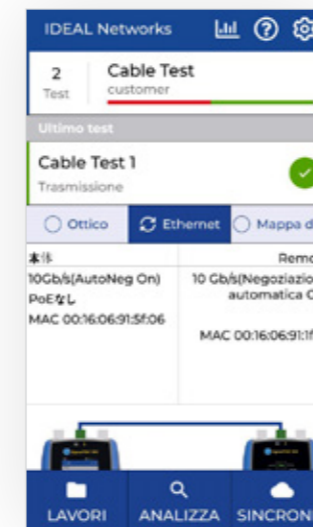 IDEAL Networks
2
Test
Cable Test
customer
Ultimo test
Cable Test 1
Trasmissione
Ottico
Ethernet
Mappa d
本体
Remo
10Gb/s(AutoNeg On)
10 Gb/s(Negoziazio
automatica O
PoEなし
MAC 00:16:06:91:5f:06
MAC 00:16:06:91:1f
LAVORI
ANALIZZA
SINCRONI